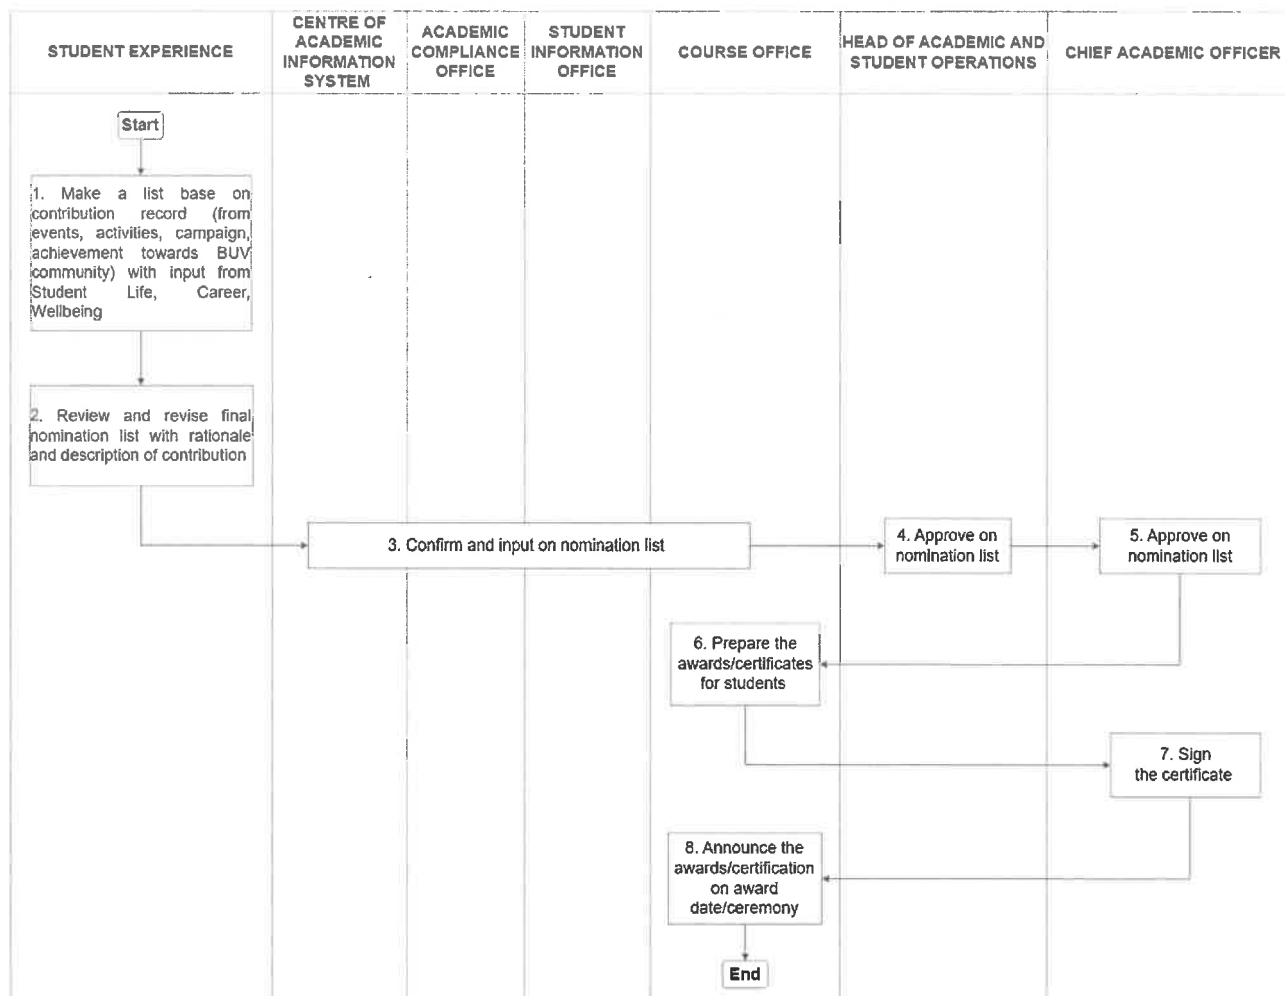 STUDENT EXPERIENCE
CENTRE OF
ACADEMIC
INFORMATION
SYSTEM
ACADEMIC
COMPLIANCE
OFFICE
STUDENT
INFORMATION
OFFICE
COURSE OFFICE
HEAD OF ACADEMIC AND
STUDENT OPERATIONS
CHIEF ACADEMIC OFFICER
Start
1. Make a list base on
contribution record (from
events, activities, campaign,
achievement towards BUV
community) with input from
Student Life, Career,
Wellbeing
2. Review and revise final
nomination list with rationale
and description of contribution
3. Confirm and input on nomination list
4. Approve on
nomination list
5. Approve on
nomination list
6. Prepare the
awards/certificates
for students
7. Sign
the certificate
8. Announce the
awards/certification
on award
date/ceremony
End